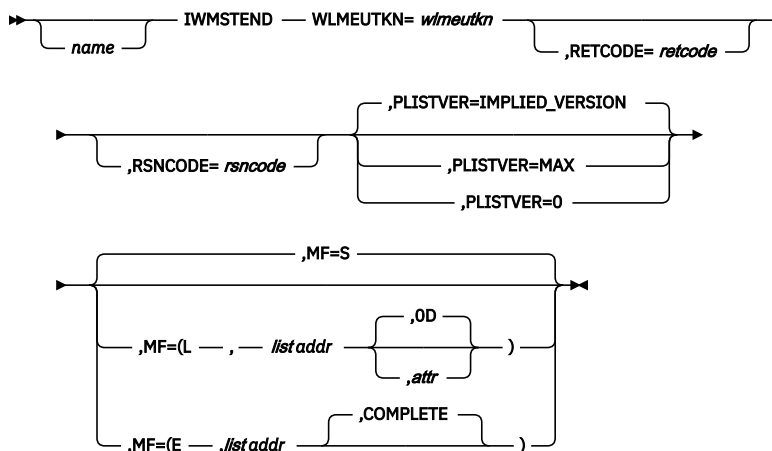 IWMSTEND WLMEUTKN= wlmeutkn
name
,RETCODE= retcode
,PLISTVER=IMPLIED_VERSION
,RSNCODE= rsncode
,PLISTVER=MAX
,PLISTVER=0
,MF=S
,0D
,MF=(L , list addr )
,attr
,COMPLETE
,MF=(E ,list addr )